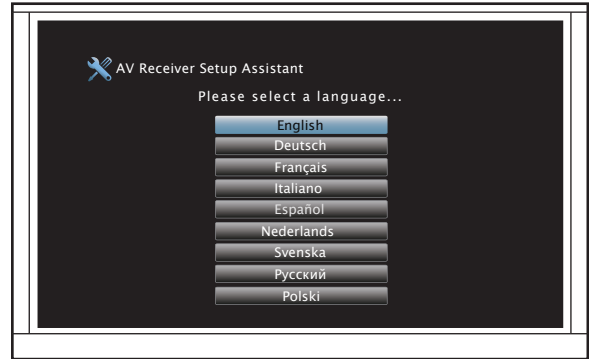 AV Receiver Setup Assistant
Please select a language...
English
Deutsch
Français
Italiano
Español
Nederlands
Svenska
Русский
Polski